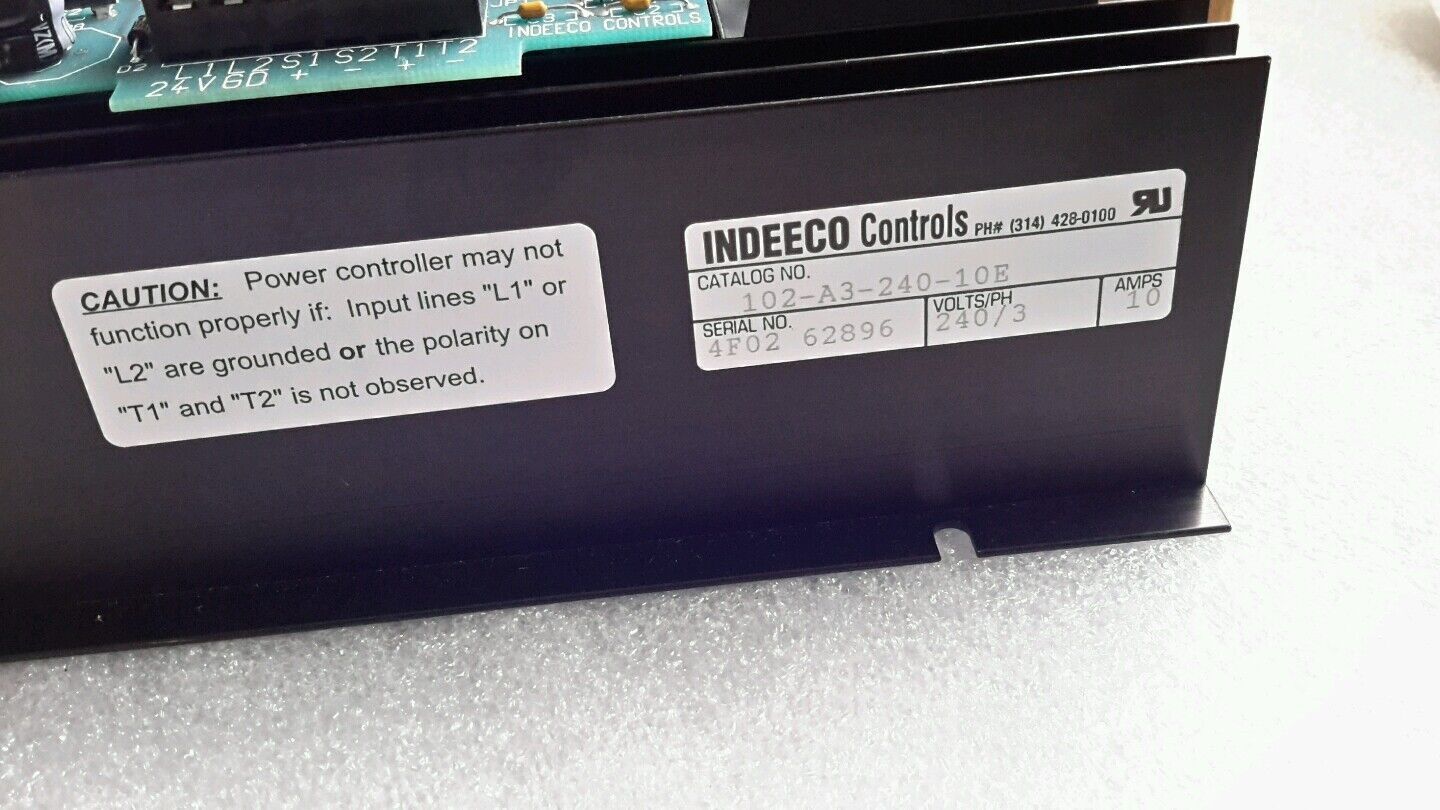 INDEECO CONTROLS
L1 L2 S1 S2 T1 T2
24VGD + - + -
D2
CAUTION: Power controller may not
function properly if: Input lines "L1" or
"L2" are grounded or the polarity on
"T1" and "T2" is not observed.
INDEECO Controls PH# (314) 428-0100
CATALOG NO.
102-A3-240-10E
SERIAL NO. VOLTS/PH AMPS
4F02 62896 240/3 10